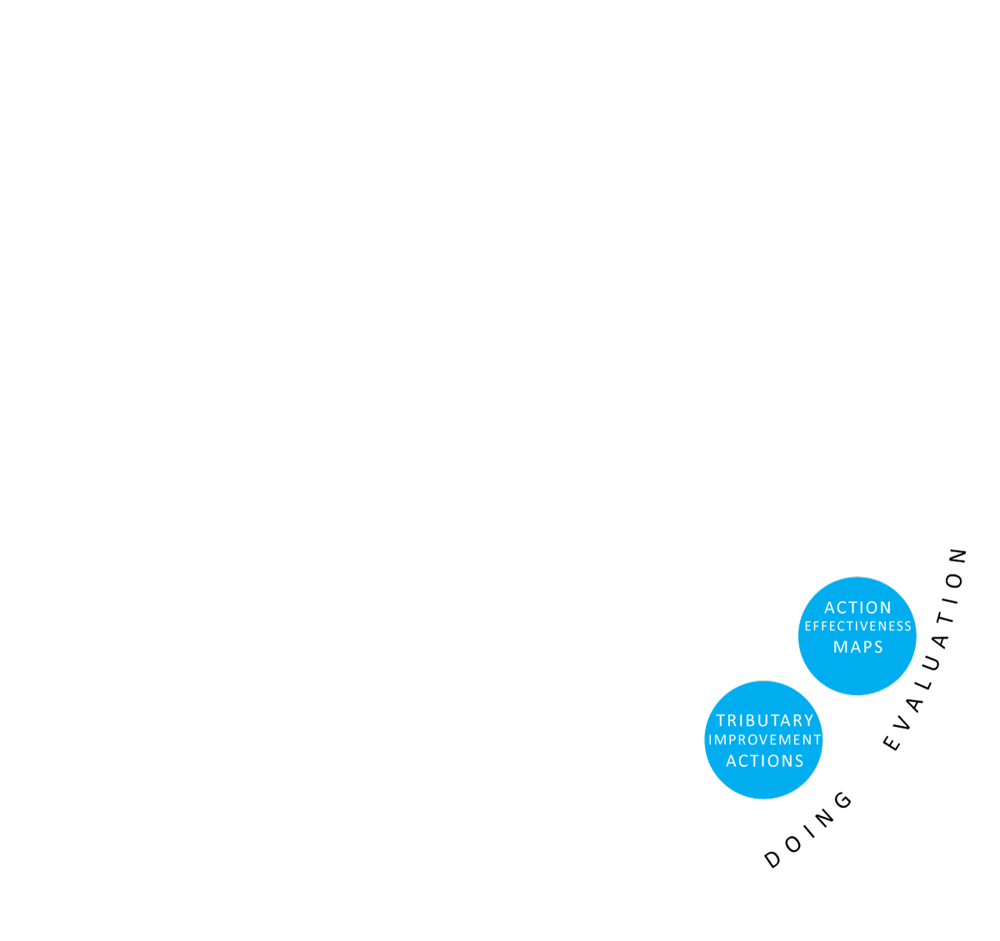 ACTION
EFFECTIVENESS
MAPS
TRIBUTARY
IMPROVEMENT
ACTIONS
DOING
EVALUATION